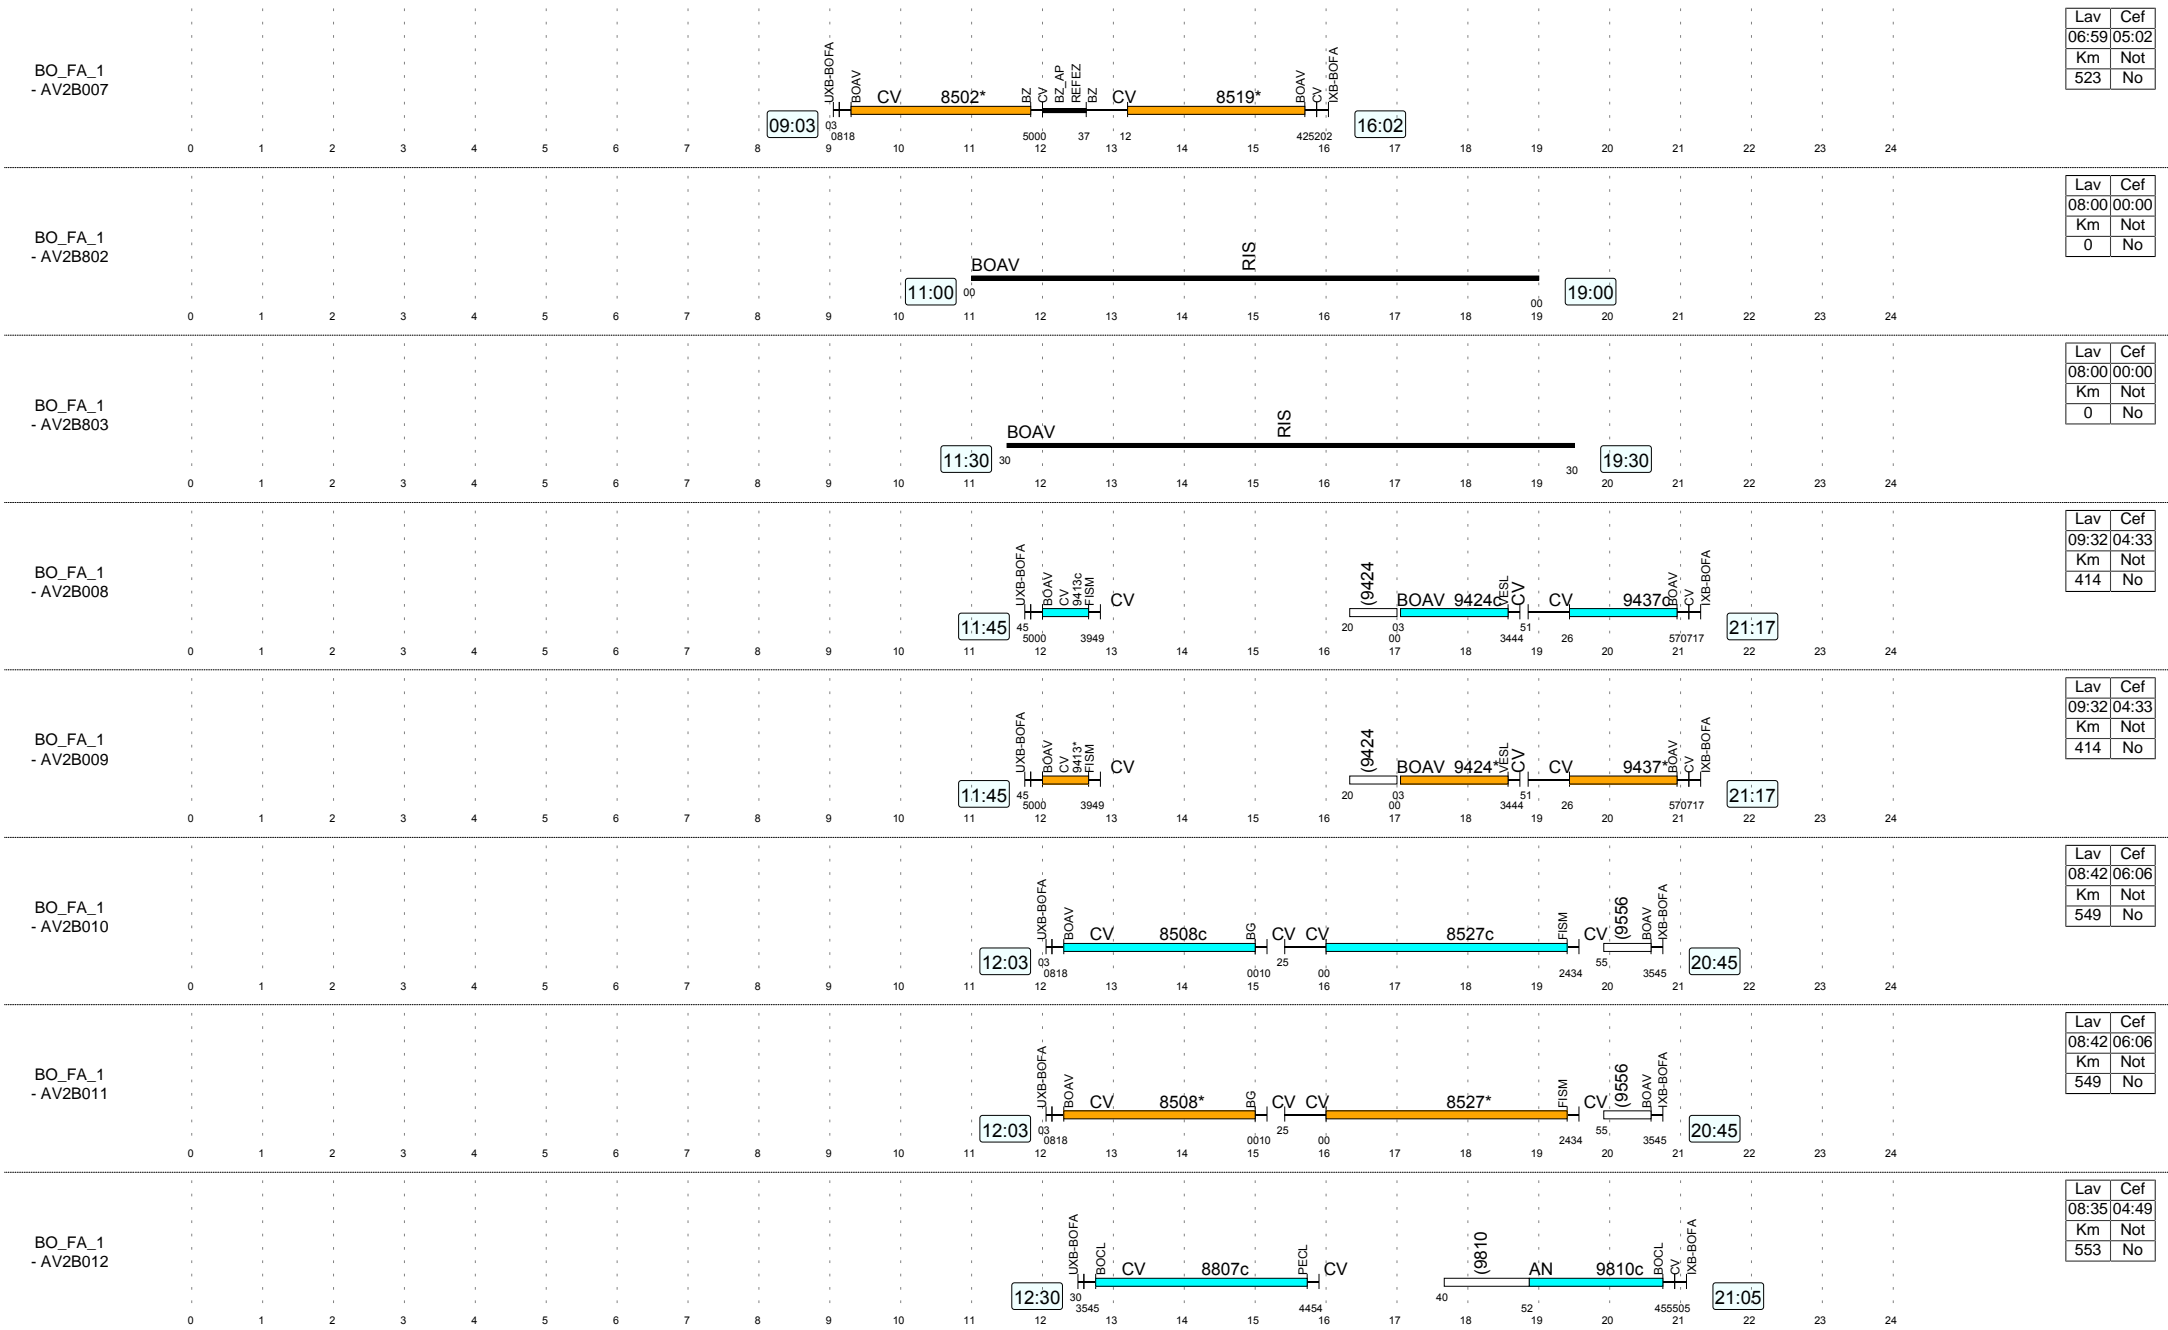 BO_FA_1
- AV2B007
UXB-BOFA BOAV CV 8502* BZ CV BZ_AP REFEZ BZ CV 8519* BOAV CV IXB-BOFA
09:03 03 0818 5000 37 12 425202 16:02
0 1 2 3 4 5 6 7 8 9 10 11 12 13 14 15 16 17 18 19 20 21 22 23 24
Lav Cef
06:59 05:02
Km Not
523 No
BO_FA_1
- AV2B802
BOAV RIS
11:00 00 00 19:00
0 1 2 3 4 5 6 7 8 9 10 11 12 13 14 15 16 17 18 19 20 21 22 23 24
Lav Cef
08:00 00:00
Km Not
0 No
BO_FA_1
- AV2B803
BOAV RIS
11:30 30 30 19:30
0 1 2 3 4 5 6 7 8 9 10 11 12 13 14 15 16 17 18 19 20 21 22 23 24
Lav Cef
08:00 00:00
Km Not
0 No
BO_FA_1
- AV2B008
UXB-BOFA BOAV CV 9413c FISM CV (9424 BOAV 9424c VESL CV CV 9437c BOAV CV IXB-BOFA
11:45 45 5000 3949 20 00 03 3444 51 26 570717 21:17
0 1 2 3 4 5 6 7 8 9 10 11 12 13 14 15 16 17 18 19 20 21 22 23 24
Lav Cef
09:32 04:33
Km Not
414 No
BO_FA_1
- AV2B009
UXB-BOFA BOAV CV 9413* FISM CV (9424 BOAV 9424* VESL CV CV 9437* BOAV CV IXB-BOFA
11:45 45 5000 3949 20 00 03 3444 51 26 570717 21:17
0 1 2 3 4 5 6 7 8 9 10 11 12 13 14 15 16 17 18 19 20 21 22 23 24
Lav Cef
09:32 04:33
Km Not
414 No
BO_FA_1
- AV2B010
UXB-BOFA BOAV CV 8508c BG CV CV 8527c FISM CV (9556 BOAV IXB-BOFA
12:03 03 0818 0010 25 00 2434 55 3545 20:45
0 1 2 3 4 5 6 7 8 9 10 11 12 13 14 15 16 17 18 19 20 21 22 23 24
Lav Cef
08:42 06:06
Km Not
549 No
BO_FA_1
- AV2B011
UXB-BOFA BOAV CV 8508* BG CV CV 8527* FISM CV (9556 BOAV IXB-BOFA
12:03 03 0818 0010 25 00 2434 55 3545 20:45
0 1 2 3 4 5 6 7 8 9 10 11 12 13 14 15 16 17 18 19 20 21 22 23 24
Lav Cef
08:42 06:06
Km Not
549 No
BO_FA_1
- AV2B012
UXB-BOFA BOCL CV 8807c PECL CV (9810 AN 9810c BOCL CV IXB-BOFA
12:30 30 3545 4454 40 52 455505 21:05
0 1 2 3 4 5 6 7 8 9 10 11 12 13 14 15 16 17 18 19 20 21 22 23 24
Lav Cef
08:35 04:49
Km Not
553 No